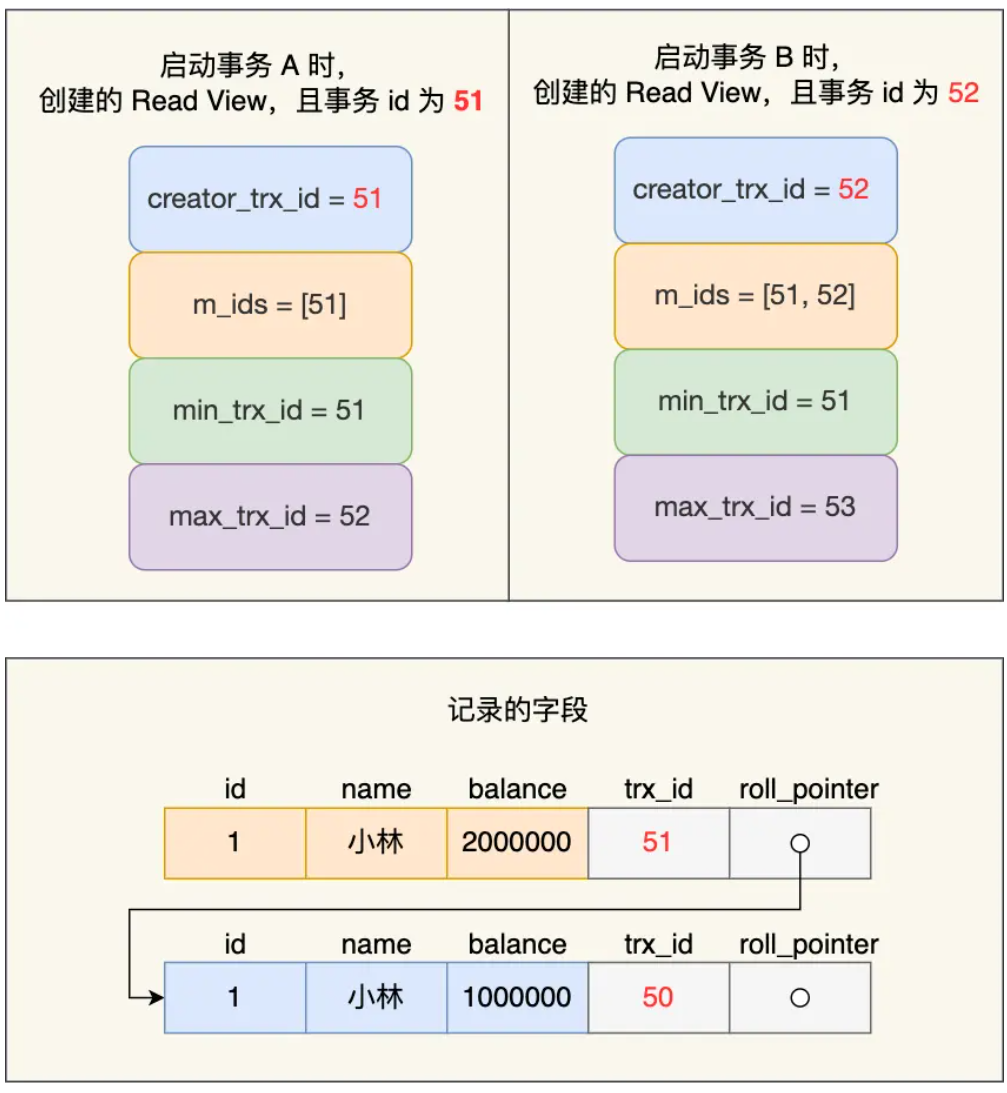 启动事务 A 时，
创建的 Read View，且事务 id 为 51
creator_trx_id = 51
m_ids = [51]
min_trx_id = 51
max_trx_id = 52
启动事务 B 时，
创建的 Read View，且事务 id 为 52
creator_trx_id = 52
m_ids = [51, 52]
min_trx_id = 51
max_trx_id = 53
记录的字段
id name balance trx_id roll_pointer
1 小林 2000000 51
id name balance trx_id roll_pointer
1 小林 1000000 50